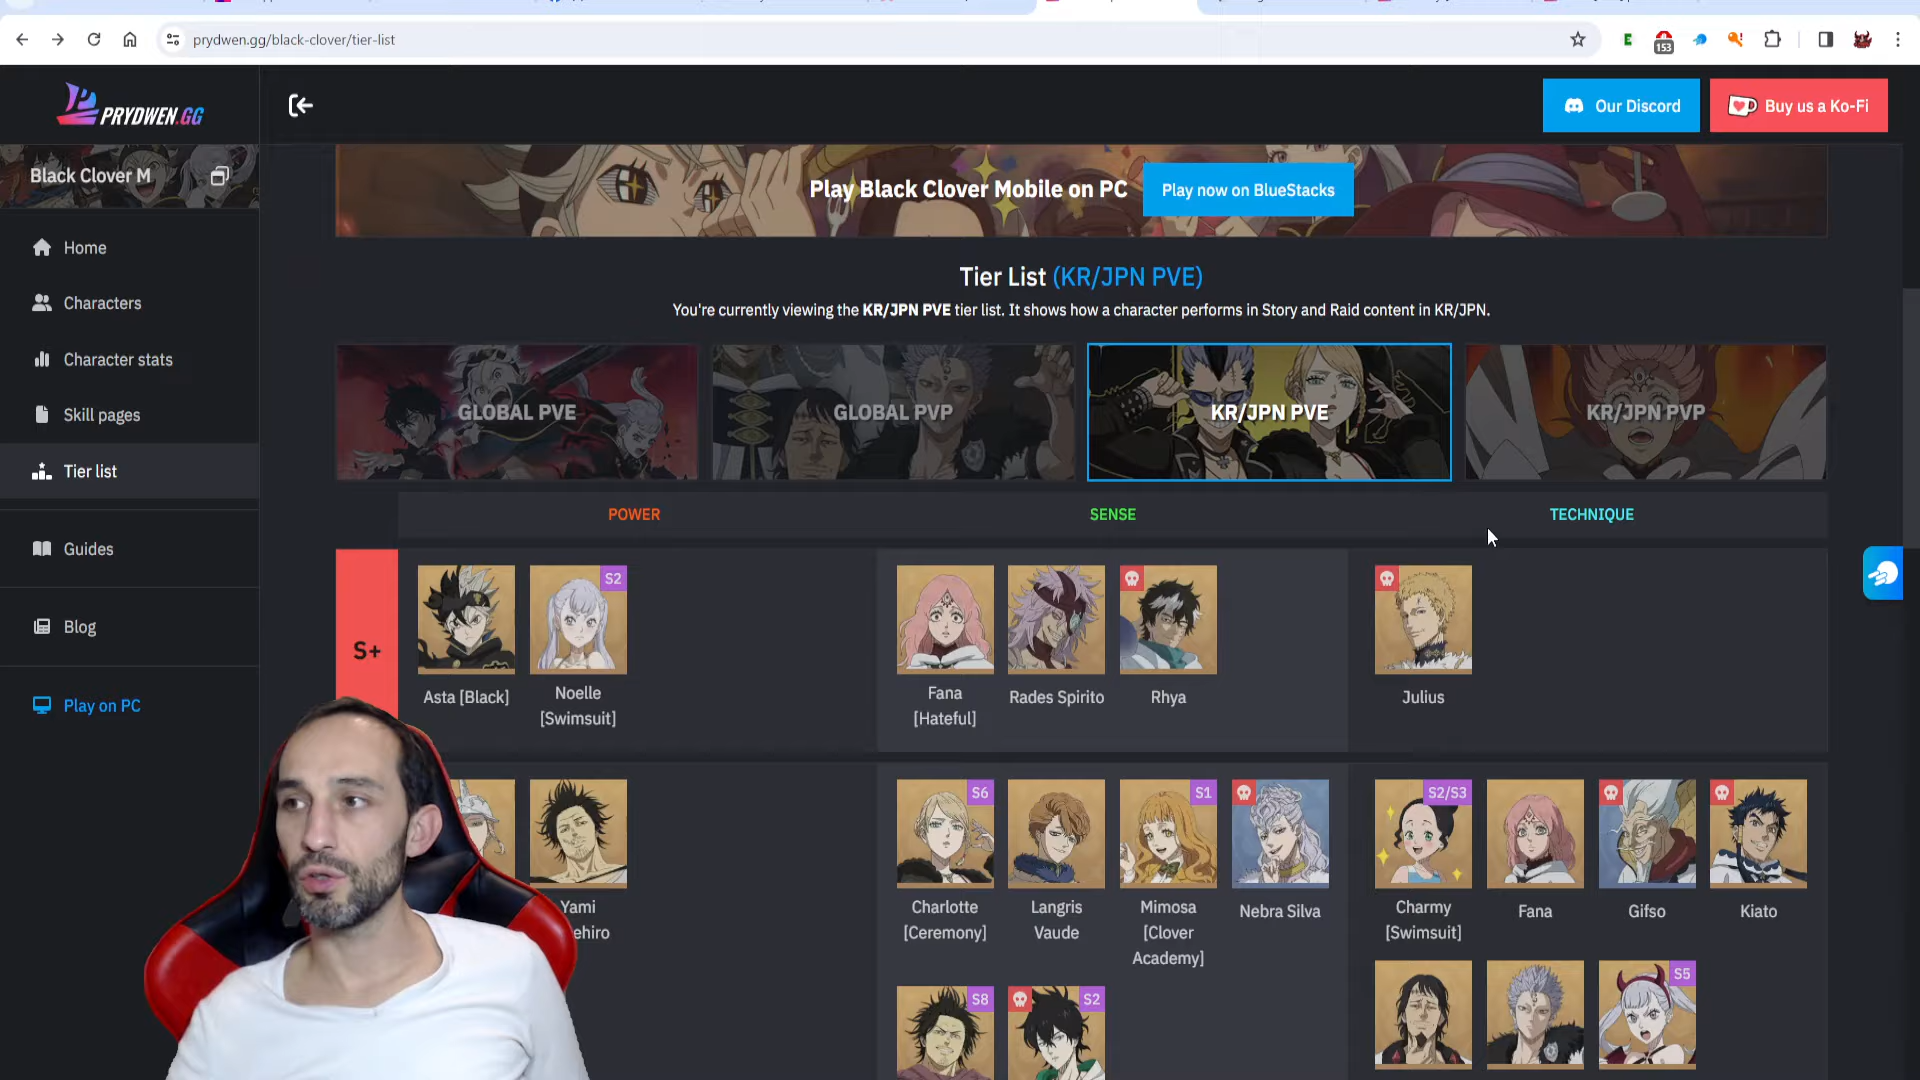 prydwen.gg/black-clover/tier-list
153
PRYDWEN.GG
Our Discord
Buy us a Ko-Fi
Black Clover M
Play Black Clover Mobile on PC
Play now on BlueStacks
Home
Characters
Character stats
Skill pages
Tier list
Guides
Blog
Play on PC
Tier List (KR/JPN PVE)
You're currently viewing the KR/JPN PVE tier list. It shows how a character performs in Story and Raid content in KR/JPN.
GLOBAL PVE
GLOBAL PVP
KR/JPN PVE
KR/JPN PVP
POWER
SENSE
TECHNIQUE
S+
S2
Asta [Black]
Noelle
[Swimsuit]
Fana
[Hateful]
Rades Spirito
Rhya
Julius
Yami
ehiro
S6
Charlotte
[Ceremony]
Langris
Vaude
S1
Mimosa
[Clover
Academy]
Nebra Silva
S2/S3
Charmy
[Swimsuit]
Fana
Gifso
Kiato
S8
S2
S5